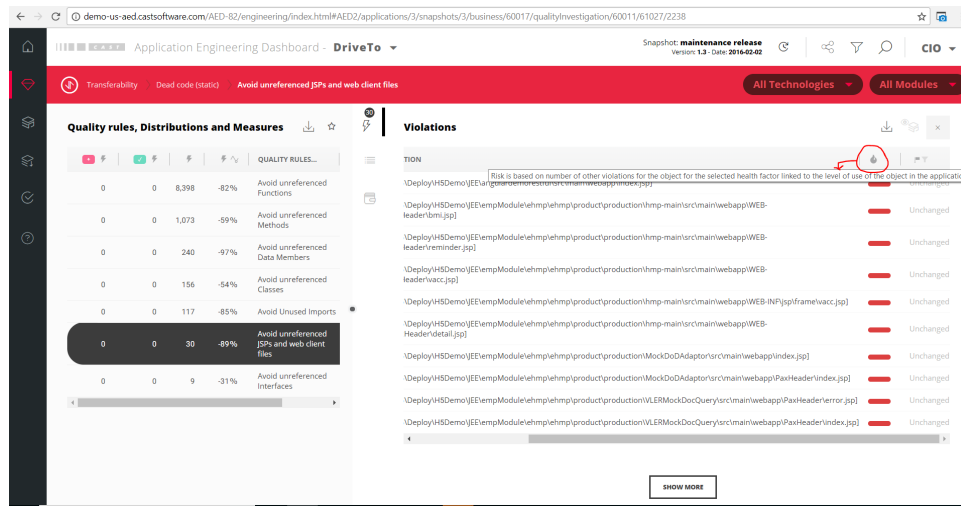 demo-us-aed.castsoftware.com/AED-82/engineering/index.html#AED2/applications/3/snapshots/3/business/60017/qualityInvestigation/60011/61027/2238
CAST Application Engineering Dashboard - DriveTo
Snapshot: maintenance release
Version: 1.3 - Date: 2016-02-02
CIO
Transferability Dead code (static) Avoid unreferenced JSPs and web client files
All Technologies
All Modules
Quality rules, Distributions and Measures
30
Violations
QUALITY RULES...
TION
Risk is based on number of other violations for the object for the selected health factor linked to the level of use of the object in the applicatio
0 0 8,398 -82% Avoid unreferenced
Functions
0 0 1,073 -59% Avoid unreferenced
Methods
0 0 240 -97% Avoid unreferenced
Data Members
0 0 156 -54% Avoid unreferenced
Classes
0 0 117 -85% Avoid Unused Imports
0 0 30 -89% Avoid unreferenced
JSPs and web client
files
0 0 9 -31% Avoid unreferenced
Interfaces
\Deploy\H5Demo\JEE\empModule\ehmp\ehmp\product\production\hmp-main\src\main\webapp\WEB-
leader\bmi.jsp]
Unchanged
\Deploy\H5Demo\JEE\empModule\ehmp\ehmp\product\production\hmp-main\src\main\webapp\WEB-
leader\reminder.jsp]
Unchanged
\Deploy\H5Demo\JEE\empModule\ehmp\ehmp\product\production\hmp-main\src\main\webapp\WEB-
leader\vacc.jsp]
Unchanged
\Deploy\H5Demo\JEE\empModule\ehmp\ehmp\product\production\hmp-main\src\main\webapp\WEB-INF\jsp\frame\vacc.jsp]
Unchanged
\Deploy\H5Demo\JEE\empModule\ehmp\ehmp\product\production\hmp-main\src\main\webapp\WEB-
Header\detail.jsp]
Unchanged
\Deploy\H5Demo\JEE\empModule\ehmp\ehmp\product\production\MockDoDAdaptor\src\main\webapp\index.jsp]
Unchanged
\Deploy\H5Demo\JEE\empModule\ehmp\ehmp\product\production\MockDoDAdaptor\src\main\webapp\PaxHeader\index.jsp]
Unchanged
\Deploy\H5Demo\JEE\empModule\ehmp\ehmp\product\production\VLERMockDocQuery\src\main\webapp\PaxHeader\error.jsp]
Unchanged
\Deploy\H5Demo\JEE\empModule\ehmp\ehmp\product\production\VLERMockDocQuery\src\main\webapp\PaxHeader\index.jsp]
Unchanged
SHOW MORE